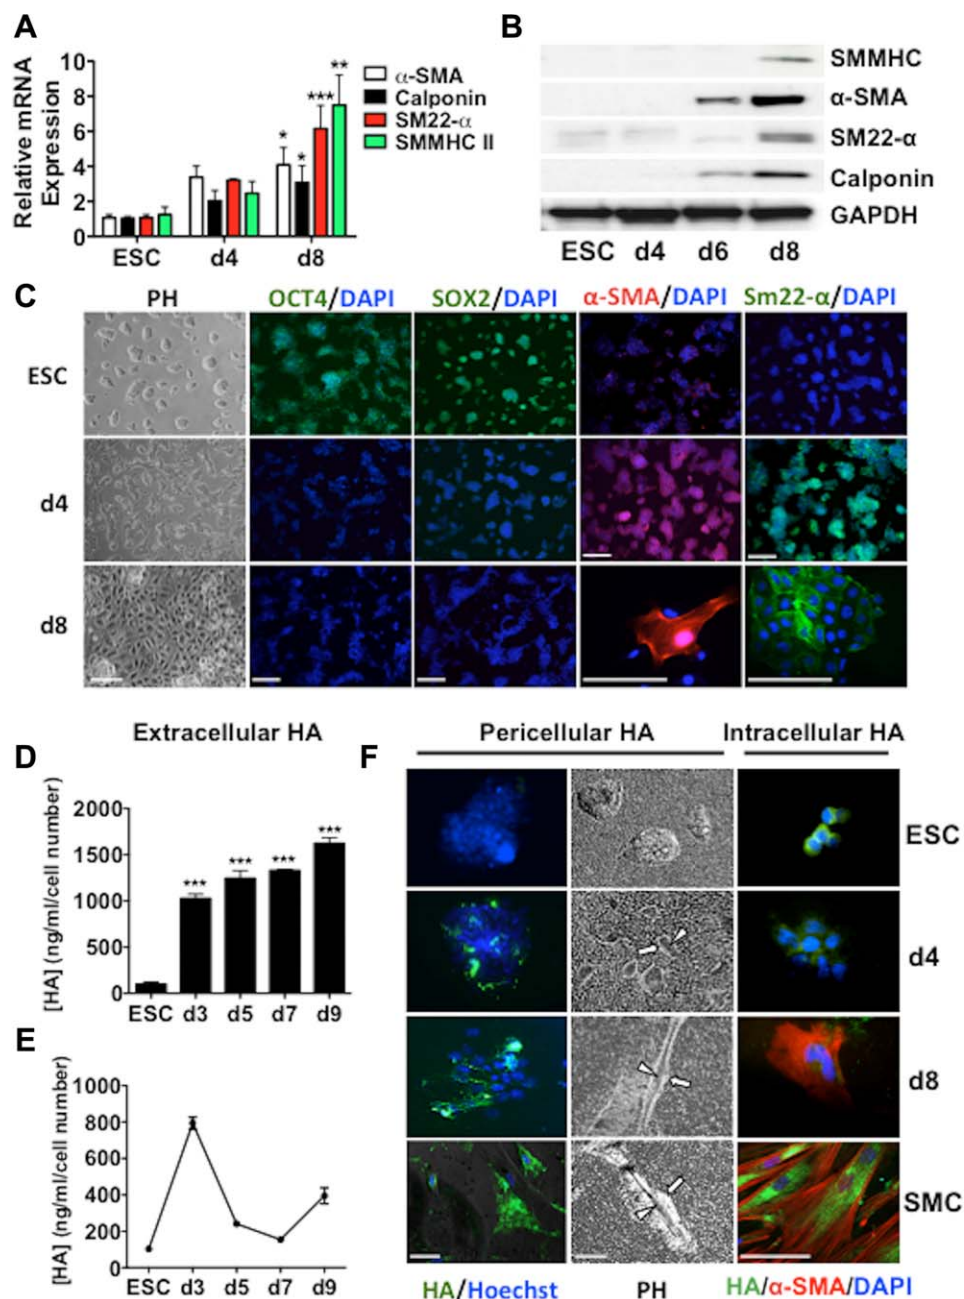 A
Relative mRNA
Expression
10
8
6
4
2
0
*
*
***
**
ESC d4 d8
α-SMA
Calponin
SM22-α
SMMHC II
B
SMMHC
α-SMA
SM22-α
Calponin
GAPDH
ESC d4 d6 d8
C
PH OCT4/DAPI SOX2/DAPI α-SMA/DAPI Sm22-α/DAPI
ESC
d4
d8
D
Extracellular HA
[HA] (ng/ml/cell number)
2000
1500
1000
500
0
*** *** *** ***
ESC d3 d5 d7 d9
E
[HA] (ng/ml/cell number)
1000
800
600
400
200
0
ESC d3 d5 d7 d9
F
Pericellular HA Intracellular HA
ESC
d4
d8
SMC
HA/Hoechst PH HA/α-SMA/DAPI